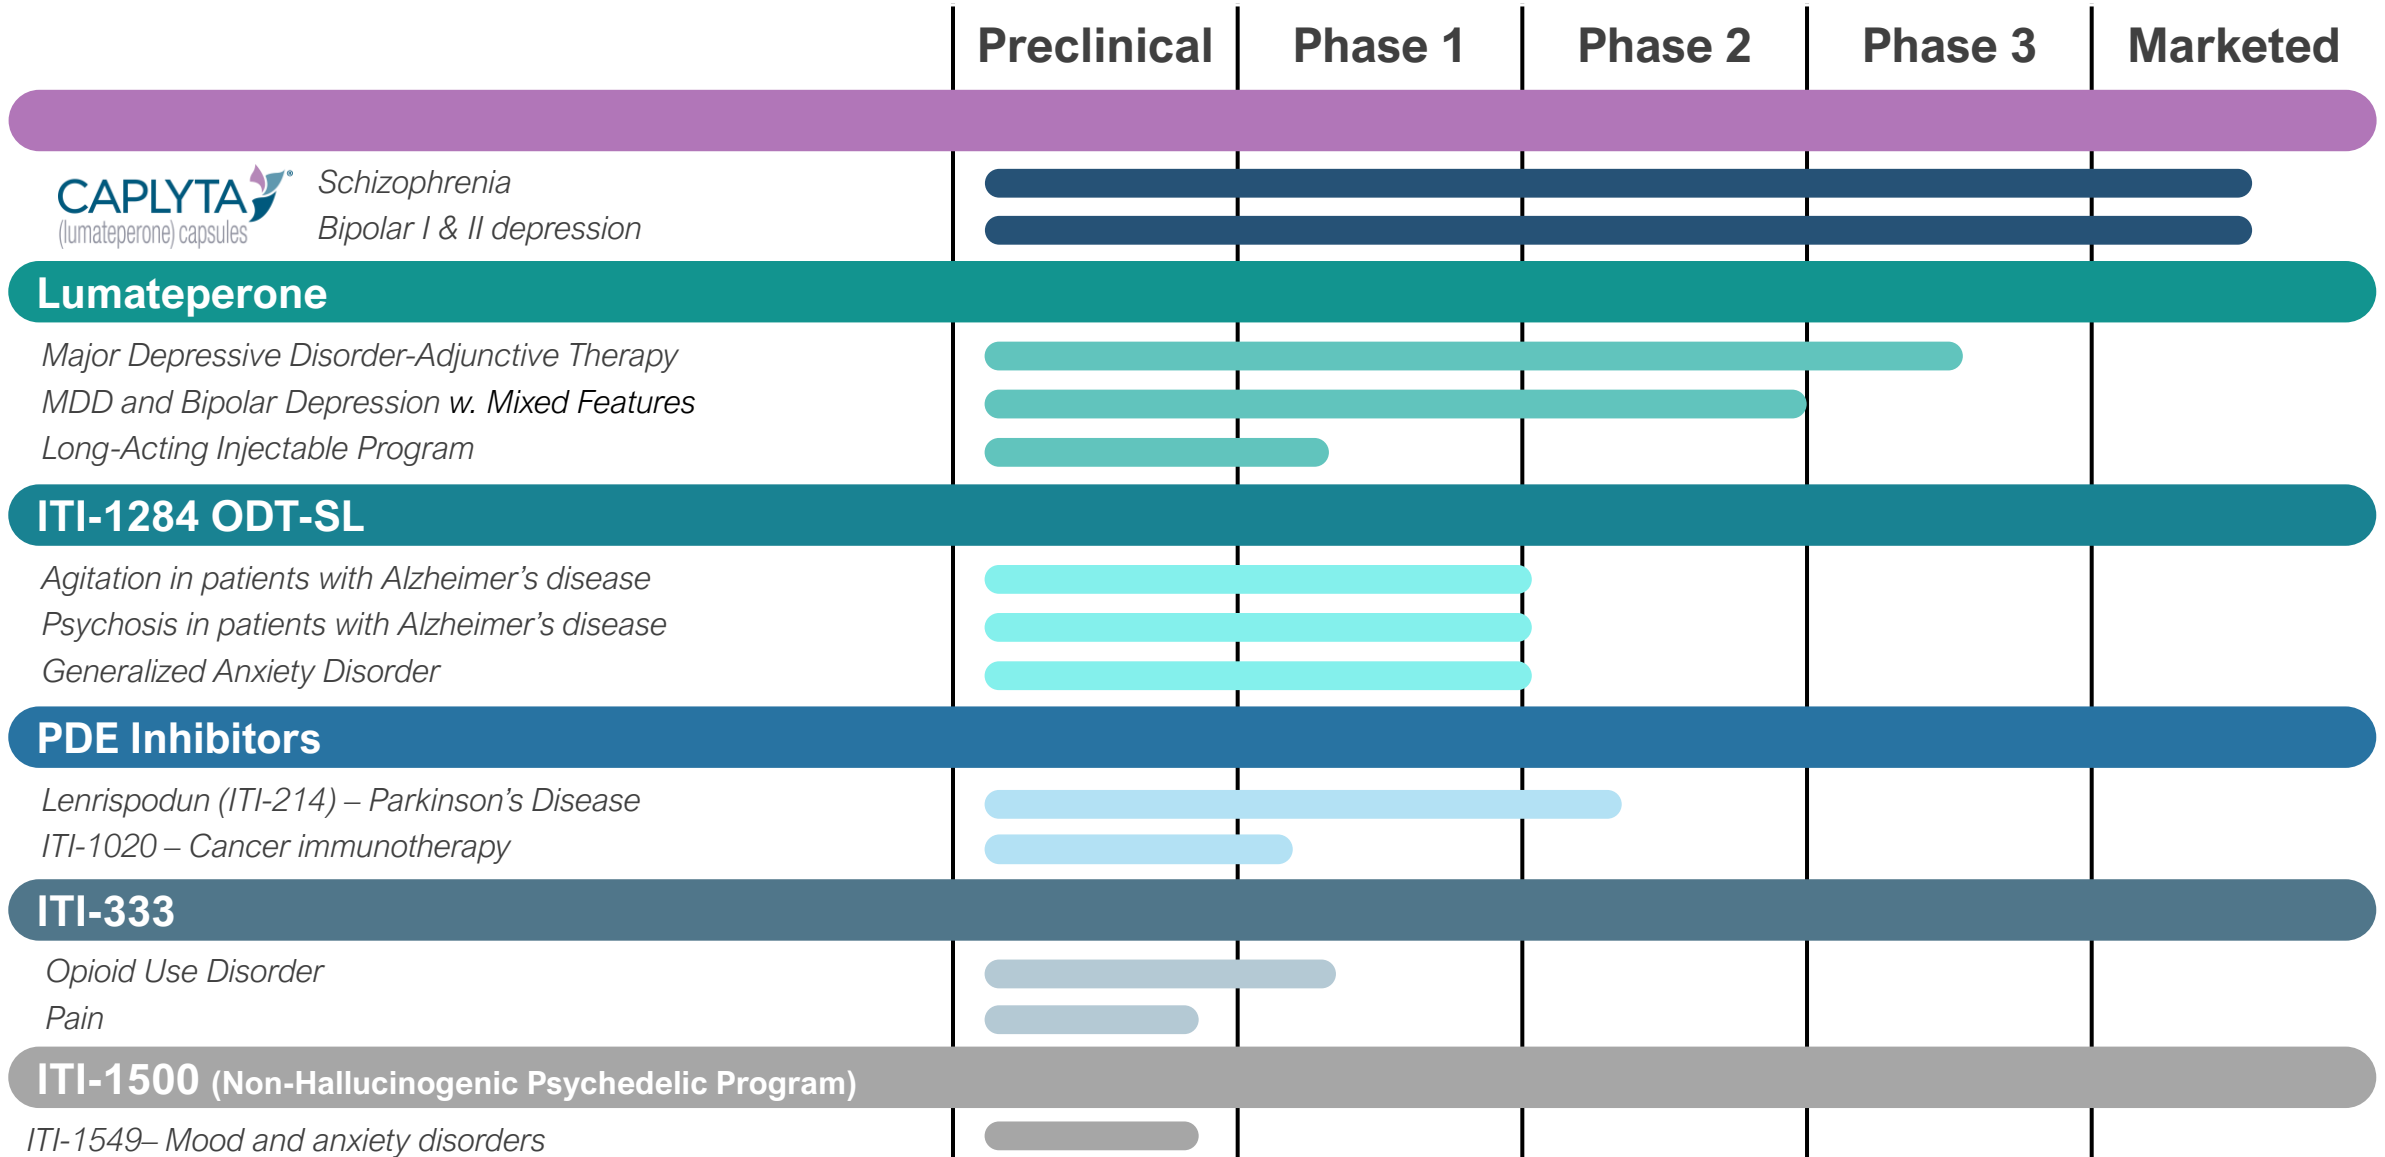 Preclinical Phase 1 Phase 2 Phase 3 Marketed
CAPLYTA®
(lumateperone) capsules
Schizophrenia
Bipolar I & II depression
Lumateperone
Major Depressive Disorder-Adjunctive Therapy
MDD and Bipolar Depression w. Mixed Features
Long-Acting Injectable Program
ITI-1284 ODT-SL
Agitation in patients with Alzheimer’s disease
Psychosis in patients with Alzheimer’s disease
Generalized Anxiety Disorder
PDE Inhibitors
Lenrispodun (ITI-214) – Parkinson’s Disease
ITI-1020 – Cancer immunotherapy
ITI-333
Opioid Use Disorder
Pain
ITI-1500 (Non-Hallucinogenic Psychedelic Program)
ITI-1549– Mood and anxiety disorders